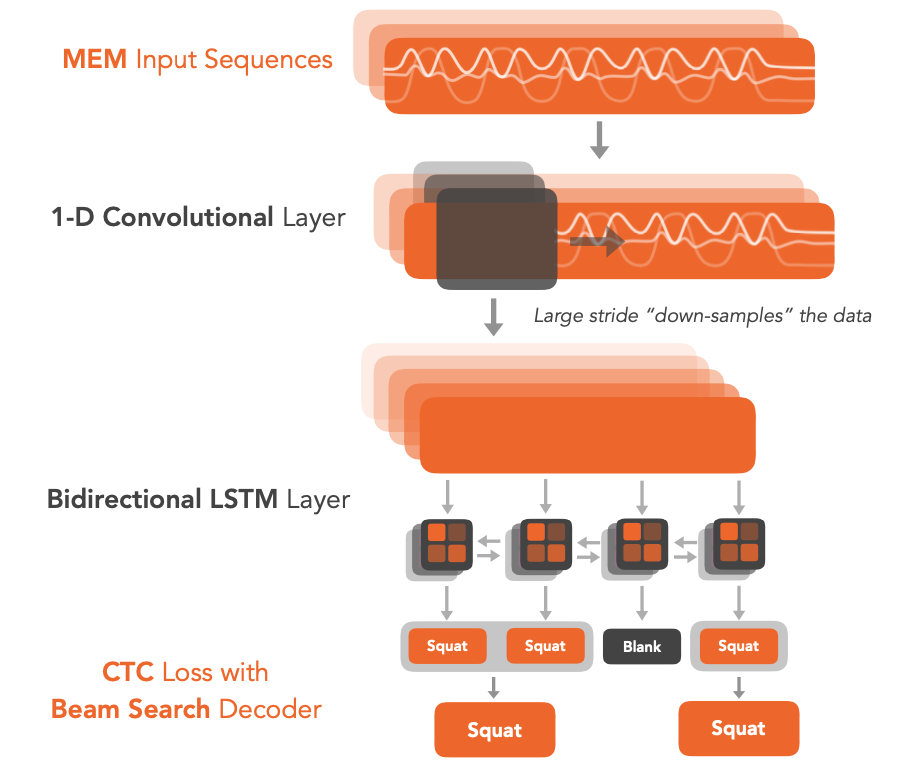 MEM Input Sequences
1-D Convolutional Layer
Large stride “down-samples” the data
Bidirectional LSTM Layer
Squat
Squat
Blank
Squat
CTC Loss with
Beam Search Decoder
Squat
Squat